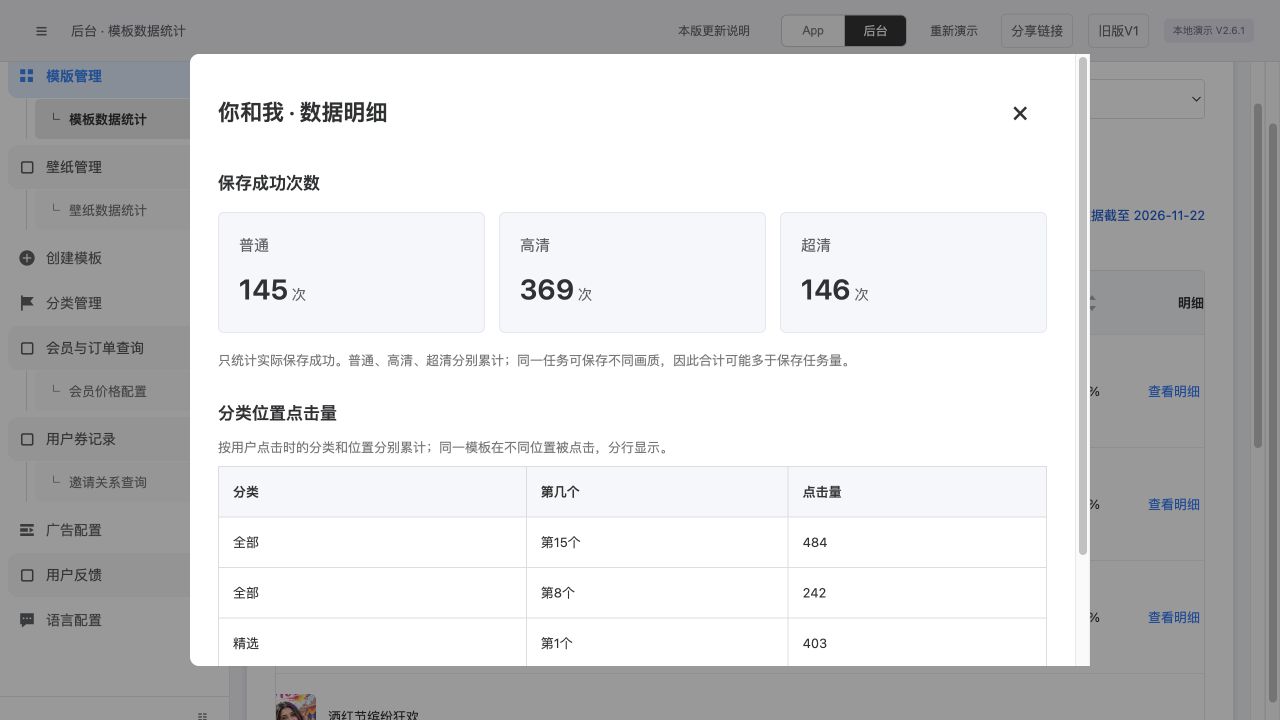 后台 · 模板数据统计
本版更新说明
App
后台
重新演示
分享链接
旧版V1
本地演示 V2.6.1
模版管理
模板数据统计
壁纸管理
壁纸数据统计
创建模板
分类管理
会员与订单查询
会员价格配置
用户券记录
邀请关系查询
广告配置
用户反馈
语言配置
你和我 · 数据明细
保存成功次数
普通
145 次
高清
369 次
超清
146 次
只统计实际保存成功。普通、高清、超清分别累计；同一任务可保存不同画质，因此合计可能多于保存任务量。
分类位置点击量
按用户点击时的分类和位置分别累计；同一模板在不同位置被点击，分行显示。
分类 第几个 点击量
全部 第15个 484
全部 第8个 242
精选 第1个 403
据截至 2026-11-22
明细
% 查看明细
% 查看明细
% 查看明细
洒红节缤纷狂欢